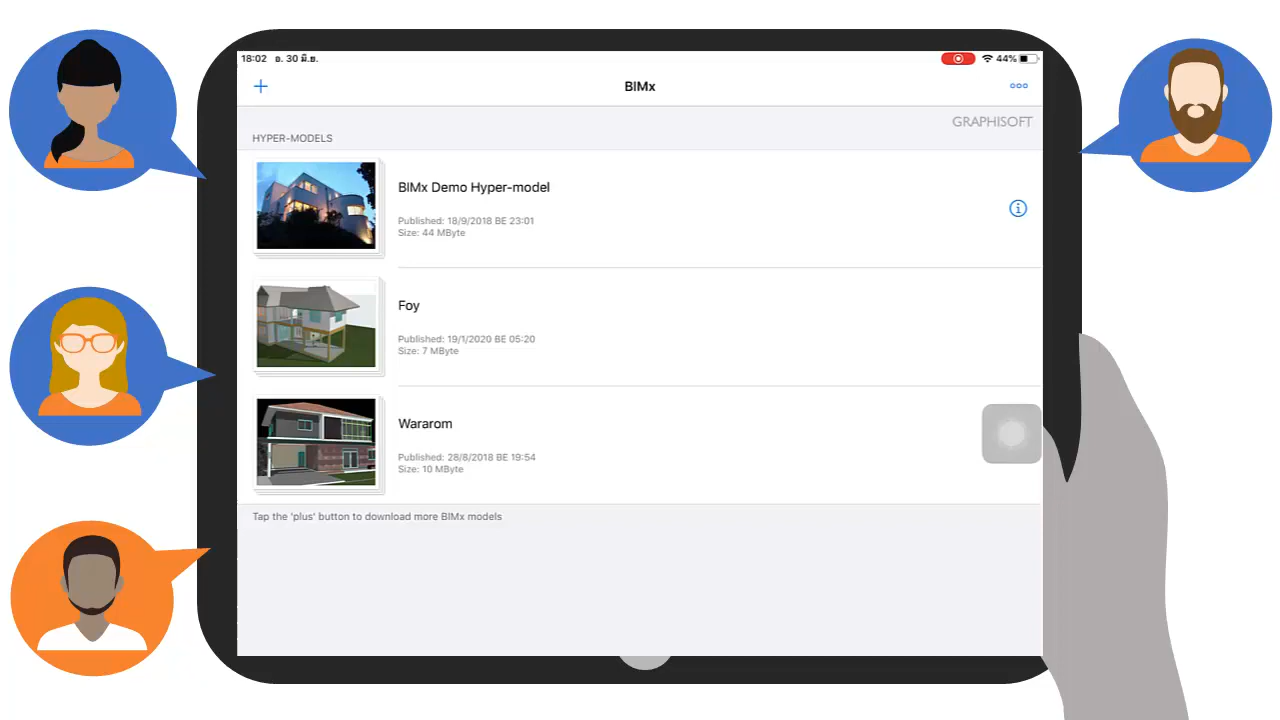 18:02 อ. 30 มิ.ย.
44%
BIMx
GRAPHISOFT
HYPER-MODELS
BIMx Demo Hyper-model
Published: 18/9/2018 BE 23:01
Size: 44 MByte
Foy
Published: 19/1/2020 BE 05:20
Size: 7 MByte
Wararom
Published: 28/8/2018 BE 19:54
Size: 10 MByte
Tap the 'plus' button to download more BIMx models